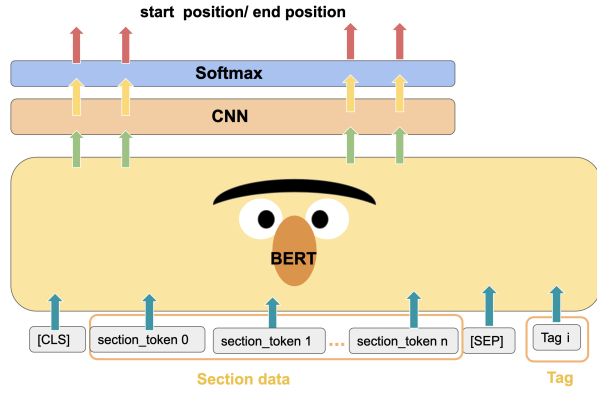 start position/ end position
Softmax
CNN
BERT
[CLS] section_token 0 section_token 1 ... section_token n [SEP] Tag i
Section data Tag